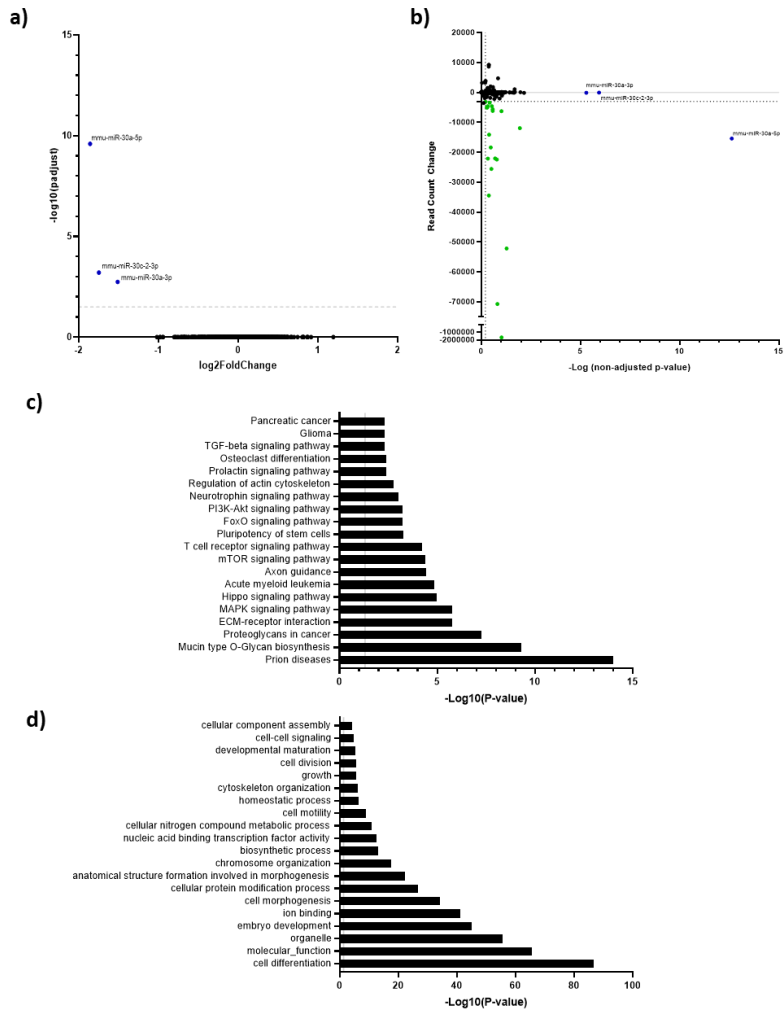 a)
15
10
5
0
-log10(padjust)
mmu-miR-30a-5p
mmu-miR-30c-2-3p
mmu-miR-30a-3p
-2
-1
0
1
2
log2FoldChange
b)
20000
10000
0
-10000
-20000
-30000
-40000
-50000
-60000
-70000
-1000000
-2000000
Read Count Change
mmu-miR-30a-3p
mmu-miR-30c-2-3p
mmu-miR-30a-5p
0
5
10
15
-Log (non-adjusted p-value)
c)
Pancreatic cancer
Glioma
TGF-beta signaling pathway
Osteoclast differentiation
Prolactin signaling pathway
Regulation of actin cytoskeleton
Neurotrophin signaling pathway
PI3K-Akt signaling pathway
FoxO signaling pathway
Pluripotency of stem cells
T cell receptor signaling pathway
mTOR signaling pathway
Axon guidance
Acute myeloid leukemia
Hippo signaling pathway
MAPK signaling pathway
ECM-receptor interaction
Proteoglycans in cancer
Mucin type O-Glycan biosynthesis
Prion diseases
0
5
10
15
-Log10(P-value)
d)
cellular component assembly
cell-cell signaling
developmental maturation
cell division
growth
cytoskeleton organization
homeostatic process
cell motility
cellular nitrogen compound metabolic process
nucleic acid binding transcription factor activity
biosynthetic process
chromosome organization
anatomical structure formation involved in morphogenesis
cellular protein modification process
cell morphogenesis
ion binding
embryo development
organelle
molecular_function
cell differentiation
0
20
40
60
80
100
-Log10(P-value)